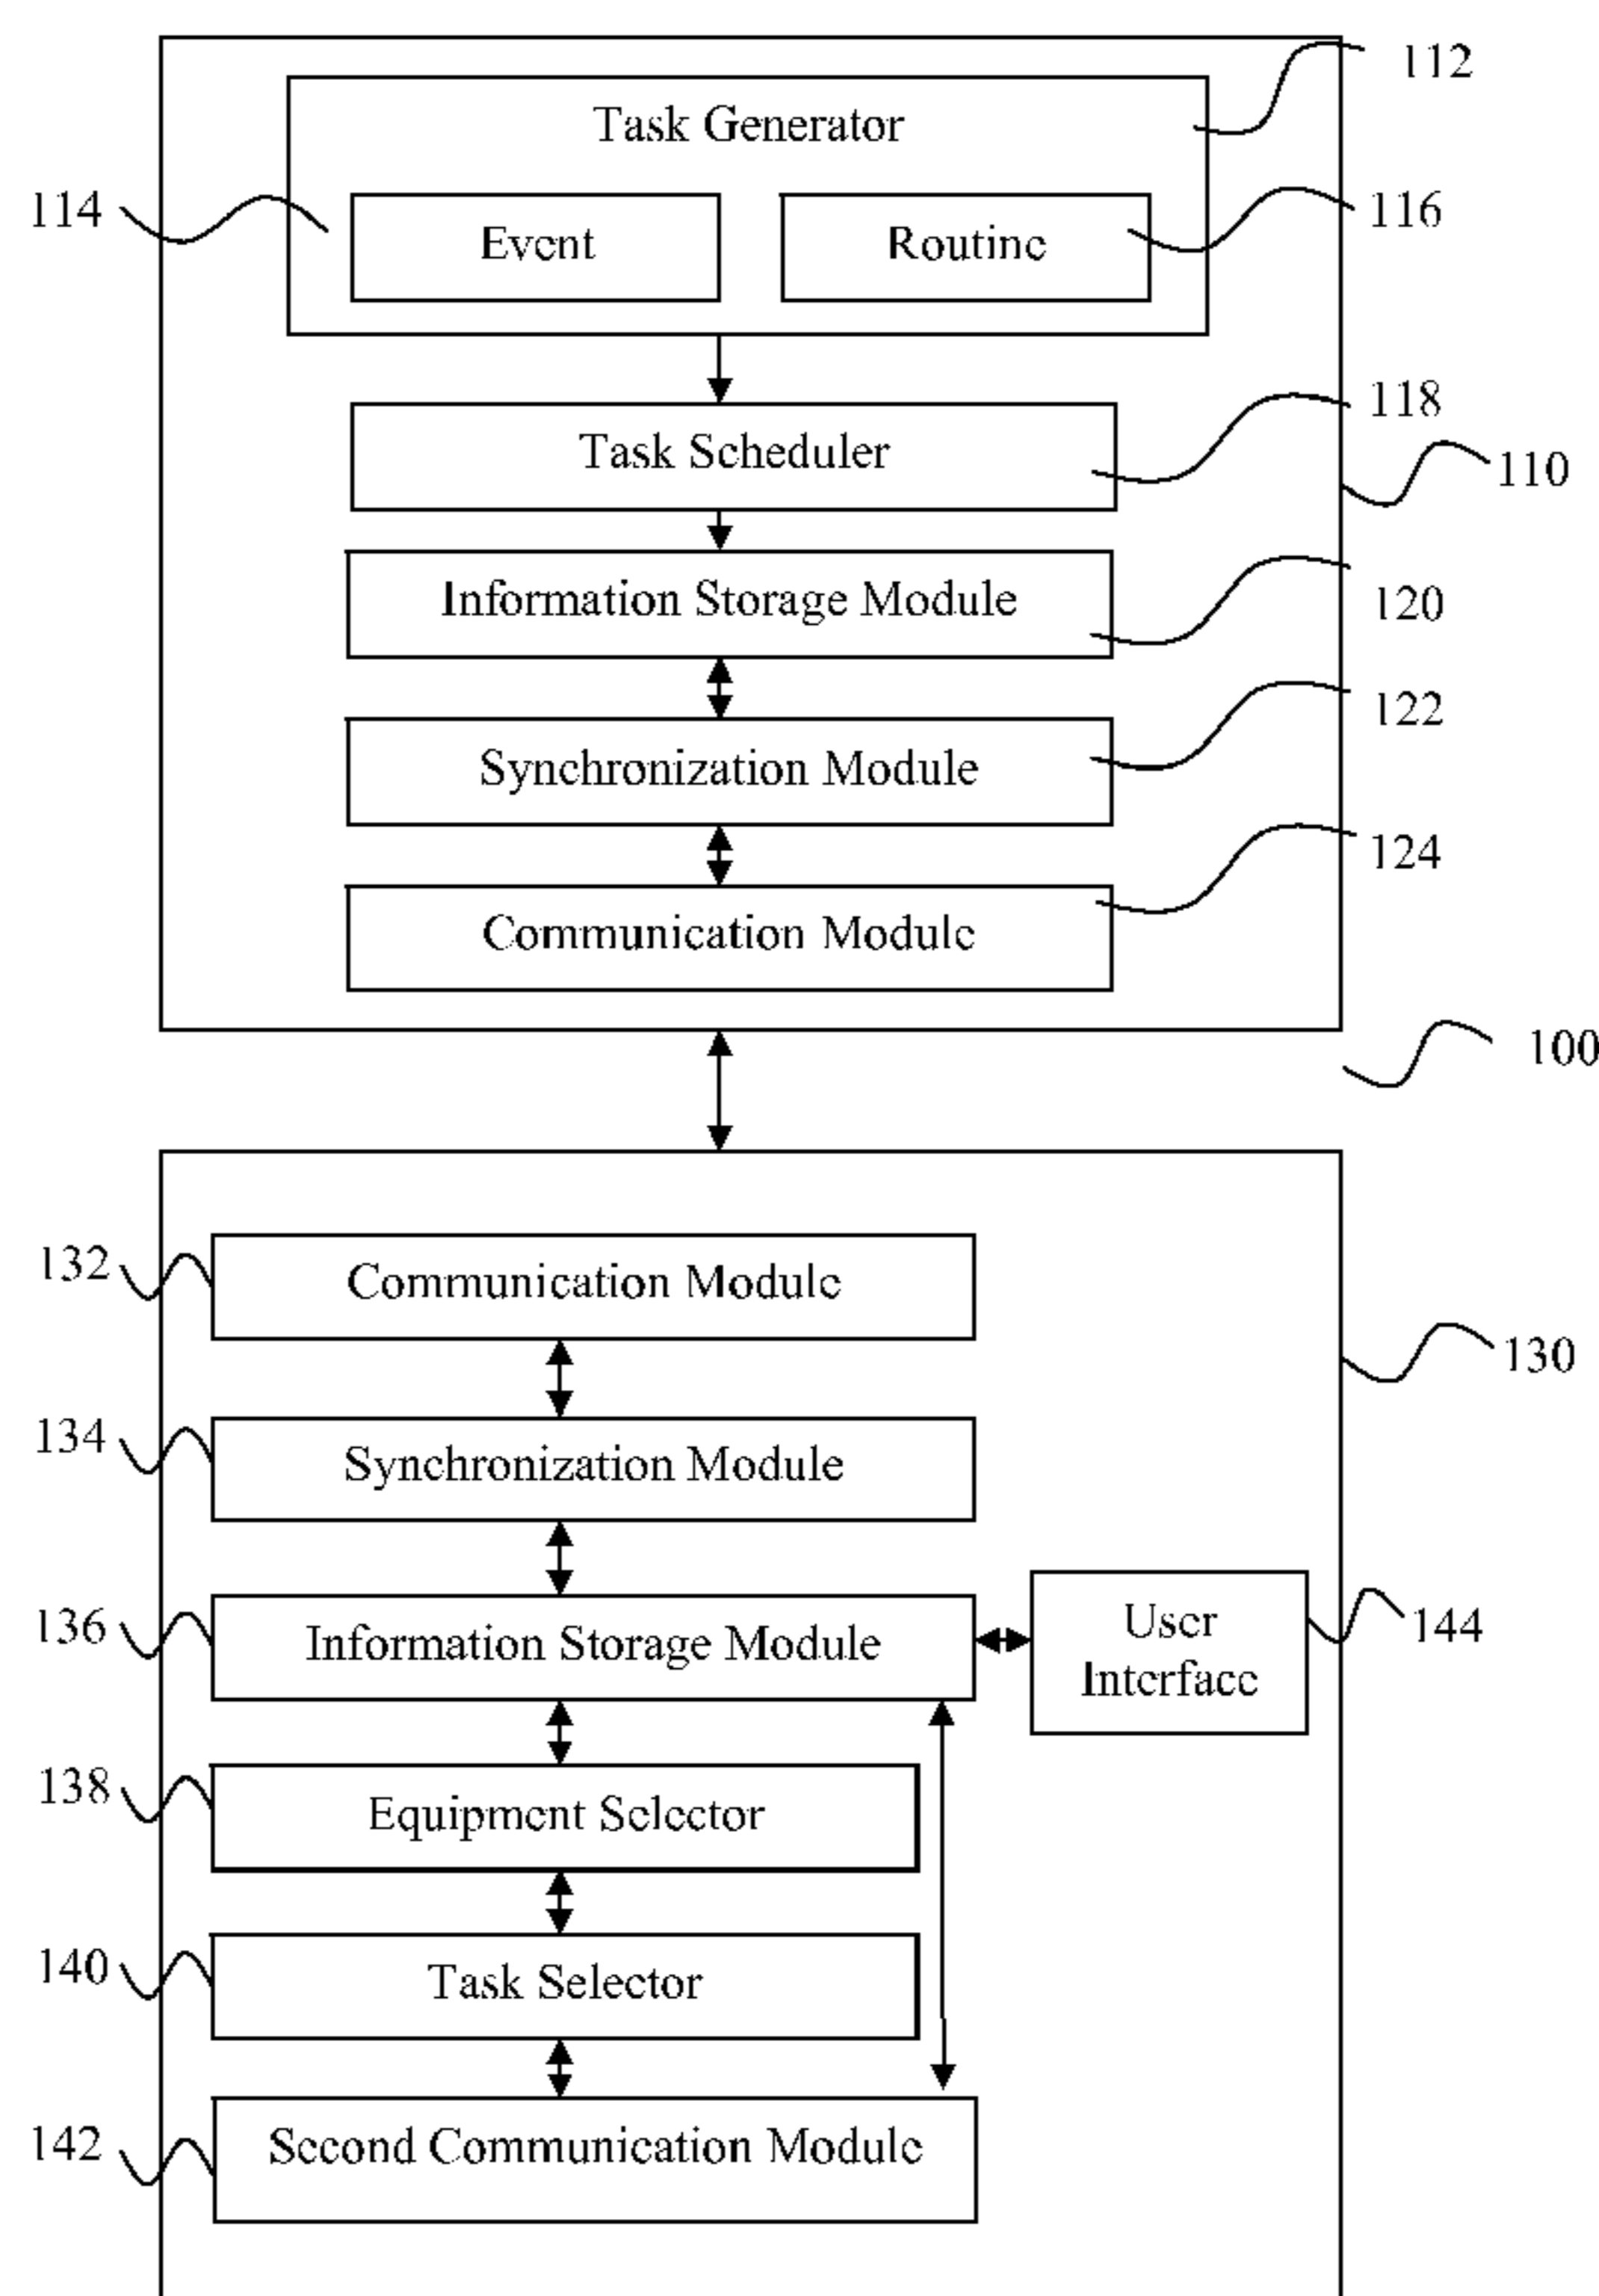 112
Task Generator
114
Event
Routine
116
Task Scheduler
118
110
Information Storage Module
120
Synchronization Module
122
Communication Module
124
100
132
Communication Module
130
134
Synchronization Module
136
Information Storage Module
User
Interface
144
138
Equipment Selector
140
Task Selector
142
Second Communication Module